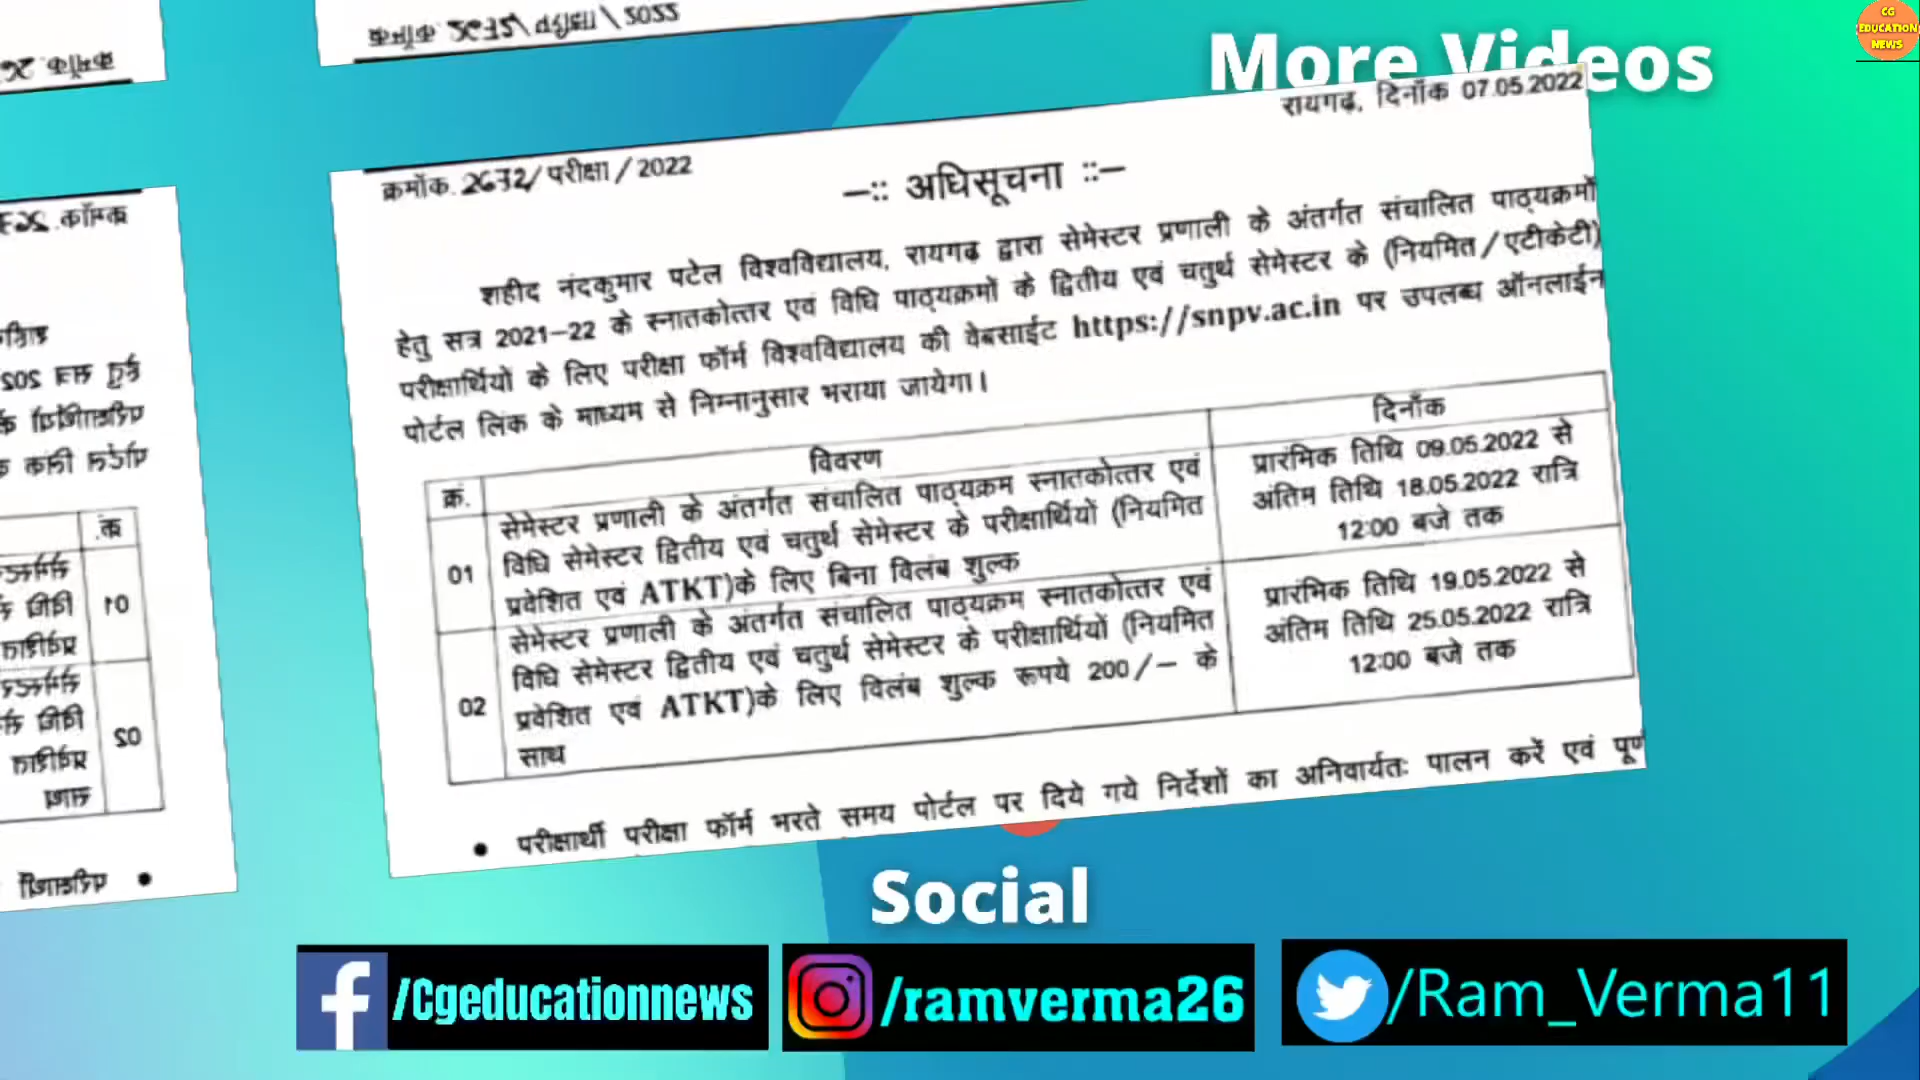 CG
EDUCATION
NEWS
More Videos
रायगढ़, दिनॉंक 07.05.2022
क्रमॉंक. 2672/परीक्षा / 2022
–:: अधिसूचना ::–
शहीद नंदकुमार पटेल विश्वविद्यालय, रायगढ द्वारा सेमेस्टर प्रणाली के अंतर्गत संचालित पाठ्यक्रमों
हेतु सत्र 2021–22 के स्नातकोत्तर एवं विधि पाठ्यक्रमों के द्वितीय एवं चतुर्थ सेमेस्टर के (नियमित/एटीकेटी)
परीक्षार्थियों के लिए परीक्षा फॉर्म विश्वविद्यालय की वेबसाईट https://snpv.ac.in पर उपलब्ध ऑनलाईन
पोर्टल लिंक के माध्यम से निम्नानुसार भराया जायेगा।
क्रं. विवरण दिनॉंक
01 सेमेस्टर प्रणाली के अंतर्गत संचालित पाठ्यक्रम स्नातकोत्तर एवं
विधि सेमेस्टर द्वितीय एवं चतुर्थ सेमेस्टर के परीक्षार्थियों (नियमित
प्रवेशित एवं ATKT)के लिए बिना विलंब शुल्क
प्रारंभिक तिथि 09.05.2022 से
अंतिम तिथि 18.05.2022 रात्रि
12:00 बजे तक
02 सेमेस्टर प्रणाली के अंतर्गत संचालित पाठ्यक्रम स्नातकोत्तर एवं
विधि सेमेस्टर द्वितीय एवं चतुर्थ सेमेस्टर के परीक्षार्थियों (नियमित
प्रवेशित एवं ATKT)के लिए विलंब शुल्क रूपये 200/– के
साथ
प्रारंभिक तिथि 19.05.2022 से
अंतिम तिथि 25.05.2022 रात्रि
12:00 बजे तक
• परीक्षार्थी परीक्षा फॉर्म भरते समय पोर्टल पर दिये गये निर्देशों का अनिवार्यतः पालन करें एवं पूर्ण
Social
/Cgeducationnews
/ramverma26
/Ram_Verma11